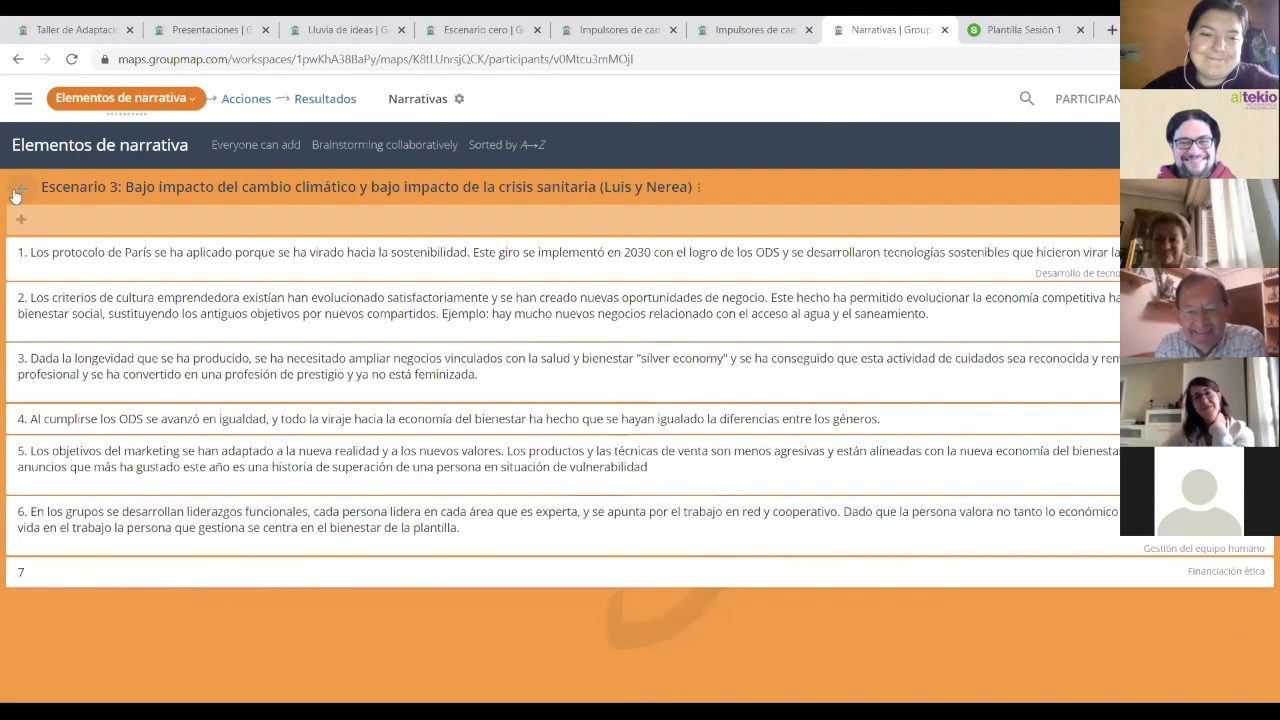 Taller de Adaptació
Presentaciones | G
Lluvia de ideas | G
Escenario cero | G
Impulsores de can
Impulsores de cam
Narrativas | Group
Plantilla Sesión 1
maps.groupmap.com/workspaces/1pwKhA38BaPy/maps/K8tLUnrsjQCK/participants/v0Mtcu3mMOjI
Elementos de narrativa
Acciones
Resultados
Narrativas
PARTICIPAN
Elementos de narrativa
Everyone can add
Brainstorming collaboratively
Sorted by A→Z
Escenario 3: Bajo impacto del cambio climático y bajo impacto de la crisis sanitaria (Luis y Nerea)
1. Los protocolo de París se ha aplicado porque se ha virado hacia la sostenibilidad. Este giro se implementó en 2030 con el logro de los ODS y se desarrollaron tecnologías sostenibles que hicieron virar la
Desarrollo de tecno
2. Los criterios de cultura emprendedora existían han evolucionado satisfactoriamente y se han creado nuevas oportunidades de negocio. Este hecho ha permitido evolucionar la economía competitiva ha
bienestar social, sustituyendo los antiguos objetivos por nuevos compartidos. Ejemplo: hay mucho nuevos negocios relacionado con el acceso al agua y el saneamiento.
3. Dada la longevidad que se ha producido, se ha necesitado ampliar negocios vinculados con la salud y bienestar "silver economy" y se ha conseguido que esta actividad de cuidados sea reconocida y rem
profesional y se ha convertido en una profesión de prestigio y ya no está feminizada.
4. Al cumplirse los ODS se avanzó en igualdad, y todo la viraje hacia la economía del bienestar ha hecho que se hayan igualado la diferencias entre los géneros.
5. Los objetivos del marketing se han adaptado a la nueva realidad y a los nuevos valores. Los productos y las técnicas de venta son menos agresivas y están alineadas con la nueva economía del bienesta
anuncios que más ha gustado este año es una historia de superación de una persona en situación de vulnerabilidad
6. En los grupos se desarrollan liderazgos funcionales, cada persona lidera en cada área que es experta, y se apunta por el trabajo en red y cooperativo. Dado que la persona valora no tanto lo económico
vida en el trabajo la persona que gestiona se centra en el bienestar de la plantilla.
Gestión del equipo humano
7
Financiación ética
altekio